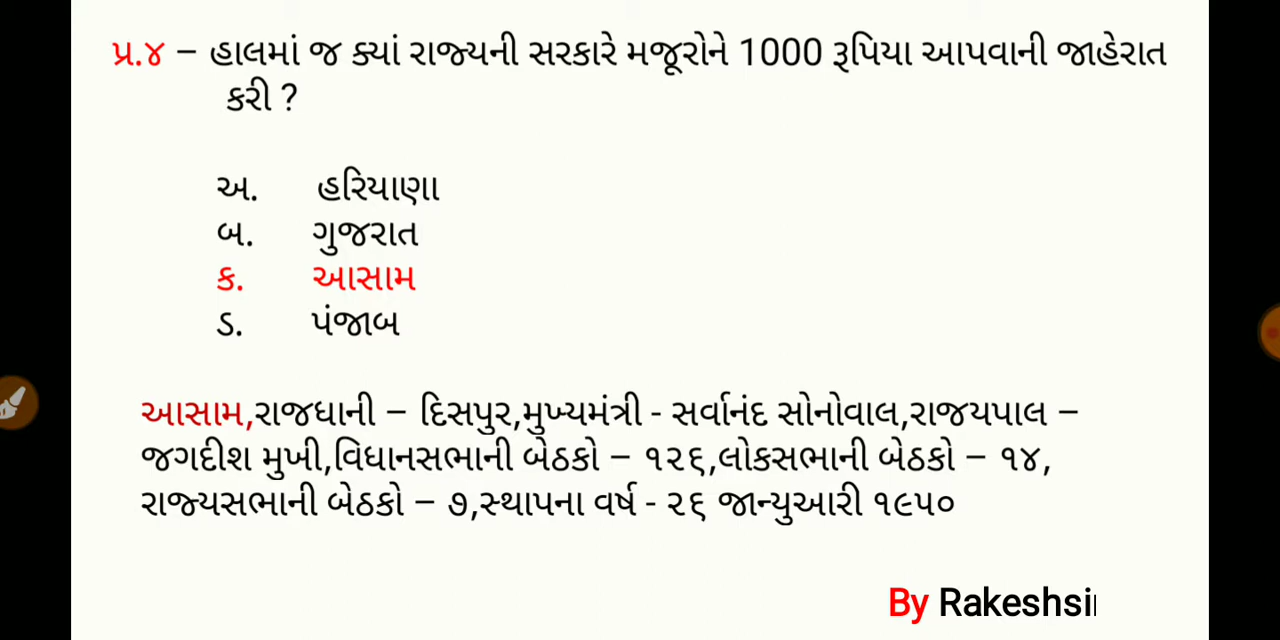 પ્ર.૪ – હાલમાં જ ક્યાં રાજ્યની સરકારે મજૂરોને 1000 રૂપિયા આપવાની જાહેરાત
કરી ?
અ. હરિયાણા
બ. ગુજરાત
ક. આસામ
ડ. પંજાબ
આસામ,રાજધાની – દિસપુર,મુખ્યમંત્રી - સર્વાનંદ સોનોવાલ,રાજયપાલ –
જગદીશ મુખી,વિધાનસભાની બેઠકો – ૧૨૬,લોકસભાની બેઠકો – ૧૪,
રાજ્યસભાની બેઠકો – ૭,સ્થાપના વર્ષ - ૨૬ જાન્યુઆરી ૧૯૫૦
By